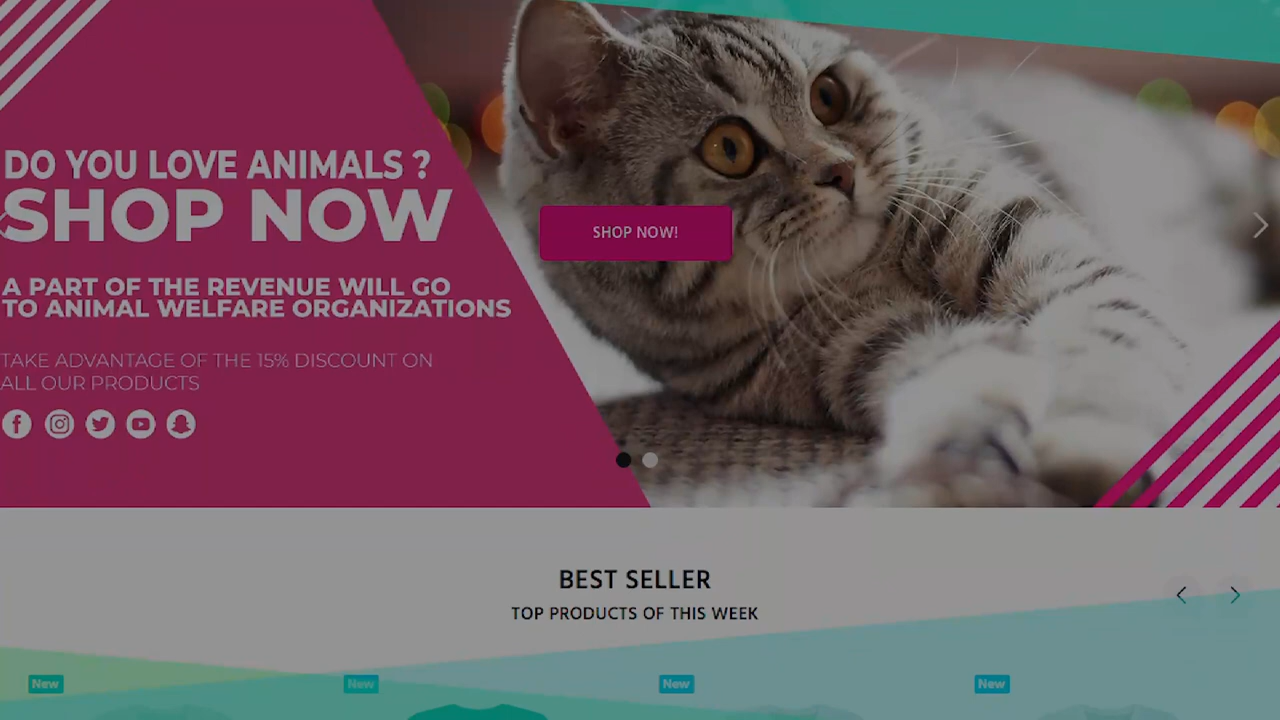 DO YOU LOVE ANIMALS ?
SHOP NOW
A PART OF THE REVENUE WILL GO
TO ANIMAL WELFARE ORGANIZATIONS
TAKE ADVANTAGE OF THE 15% DISCOUNT ON
ALL OUR PRODUCTS
SHOP NOW!
BEST SELLER
TOP PRODUCTS OF THIS WEEK
New
New
New
New